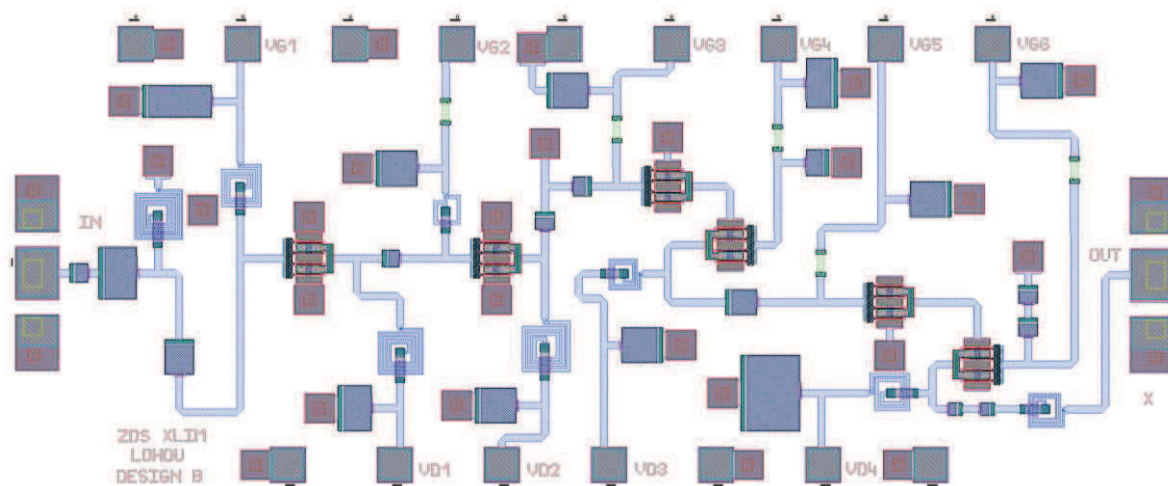 VG1
VG2
VG3
VG4
VG5
VG6
IN
OUT
X
ZDS XLIM
LOHOU
DESIGN B
VD1
VD2
VD3
VD4